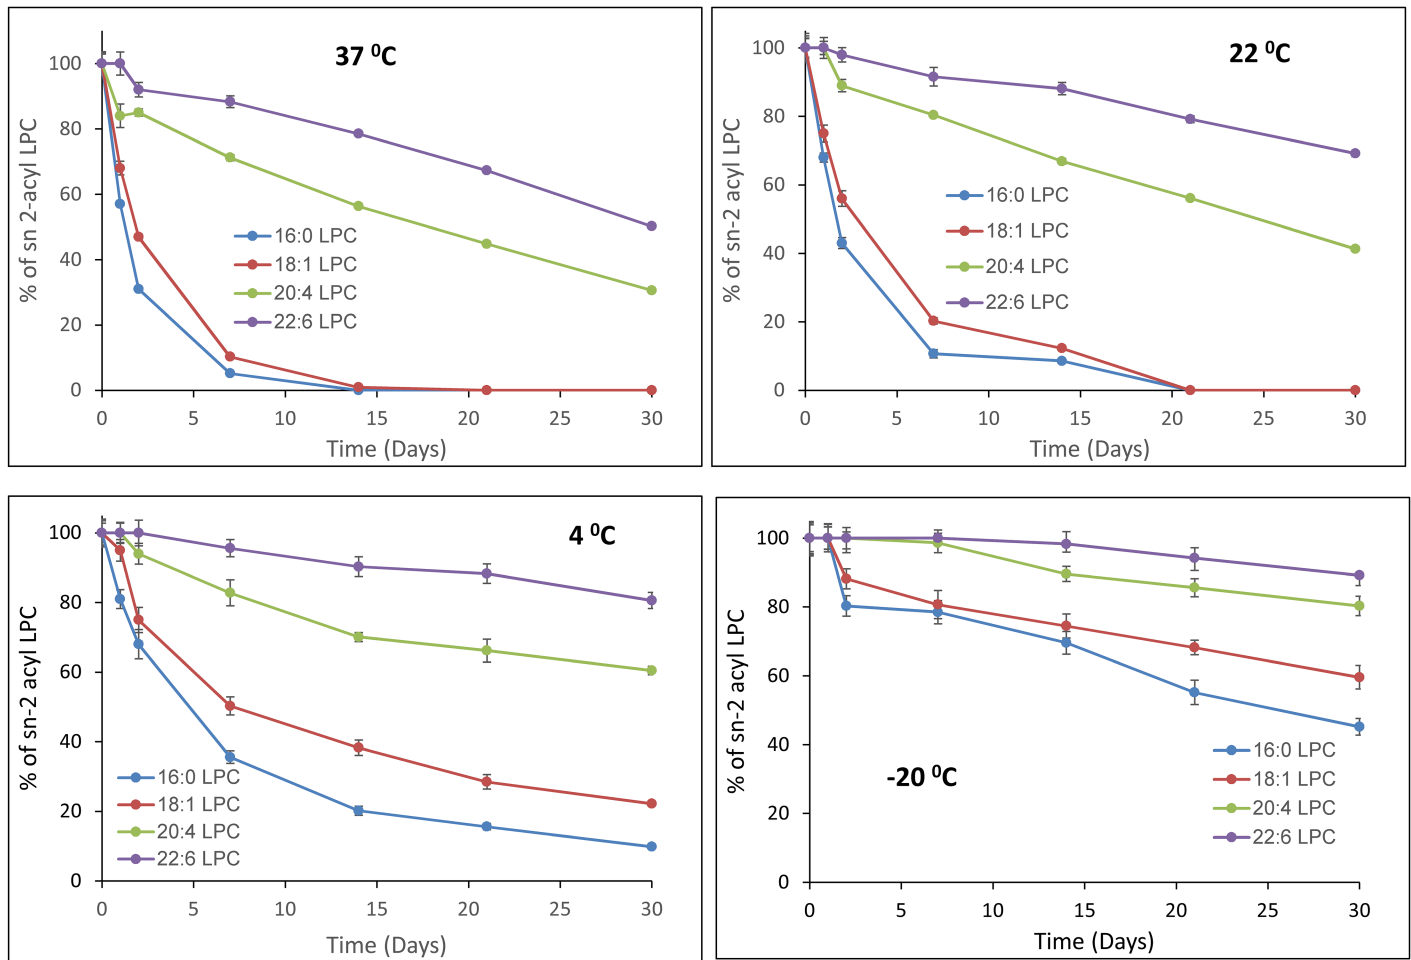 37 ⁰C
% of sn 2-acyl LPC
100
80
60
40
20
0
16:0 LPC
18:1 LPC
20:4 LPC
22:6 LPC
0 5 10 15 20 25 30
Time (Days)
22 ⁰C
% of sn-2 acyl LPC
100
80
60
40
20
0
16:0 LPC
18:1 LPC
20:4 LPC
22:6 LPC
0 5 10 15 20 25 30
Time (Days)
4 ⁰C
% of sn-2 acyl LPC
100
80
60
40
20
0
16:0 LPC
18:1 LPC
20:4 LPC
22:6 LPC
0 5 10 15 20 25 30
Time (Days)
-20 ⁰C
% of sn-2 acyl LPC
100
80
60
40
20
0
16:0 LPC
18:1 LPC
20:4 LPC
22:6 LPC
0 5 10 15 20 25 30
Time (Days)